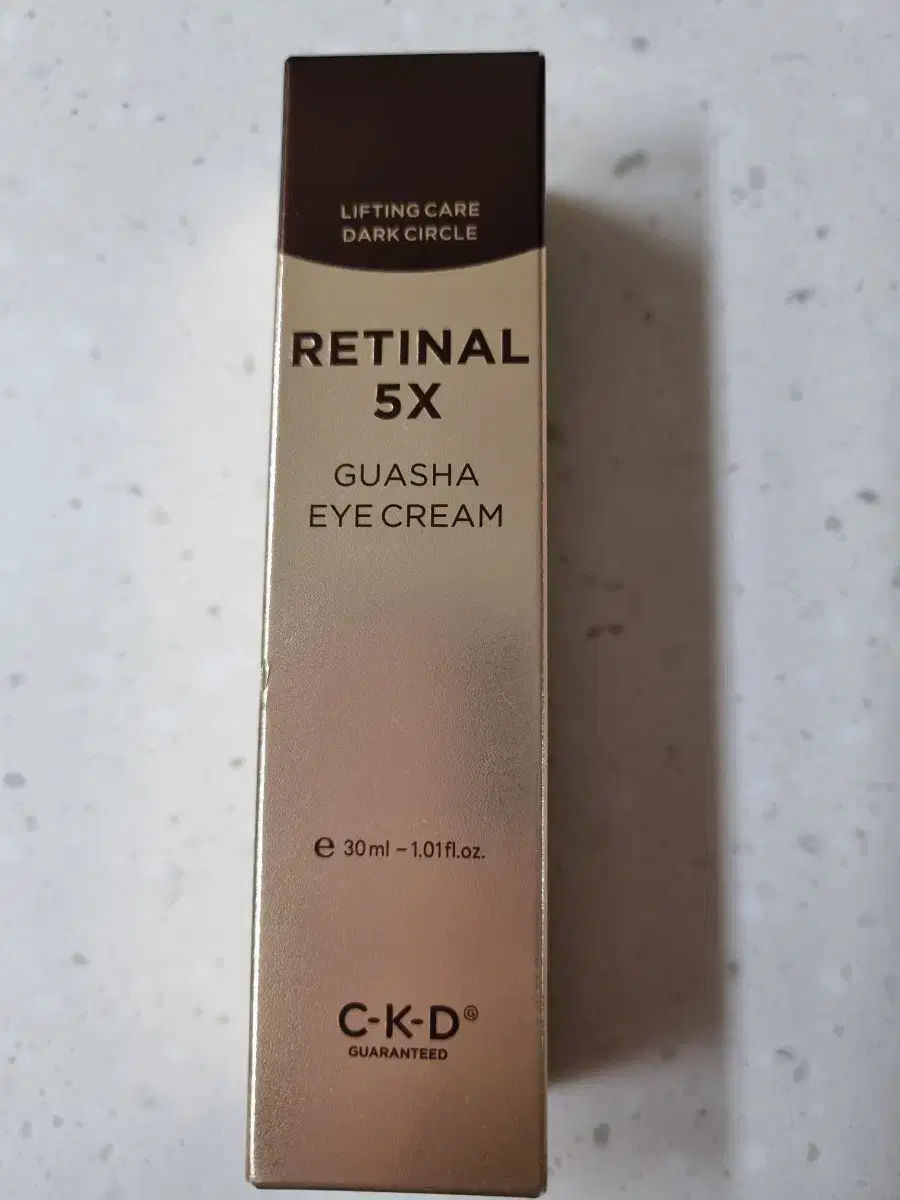 LIFTING CARE
DARK CIRCLE
RETINAL
5X
GUASHA
EYE CREAM
℮ 30ml – 1.01fl.oz.
C-K-D Ⓖ
GUARANTEED